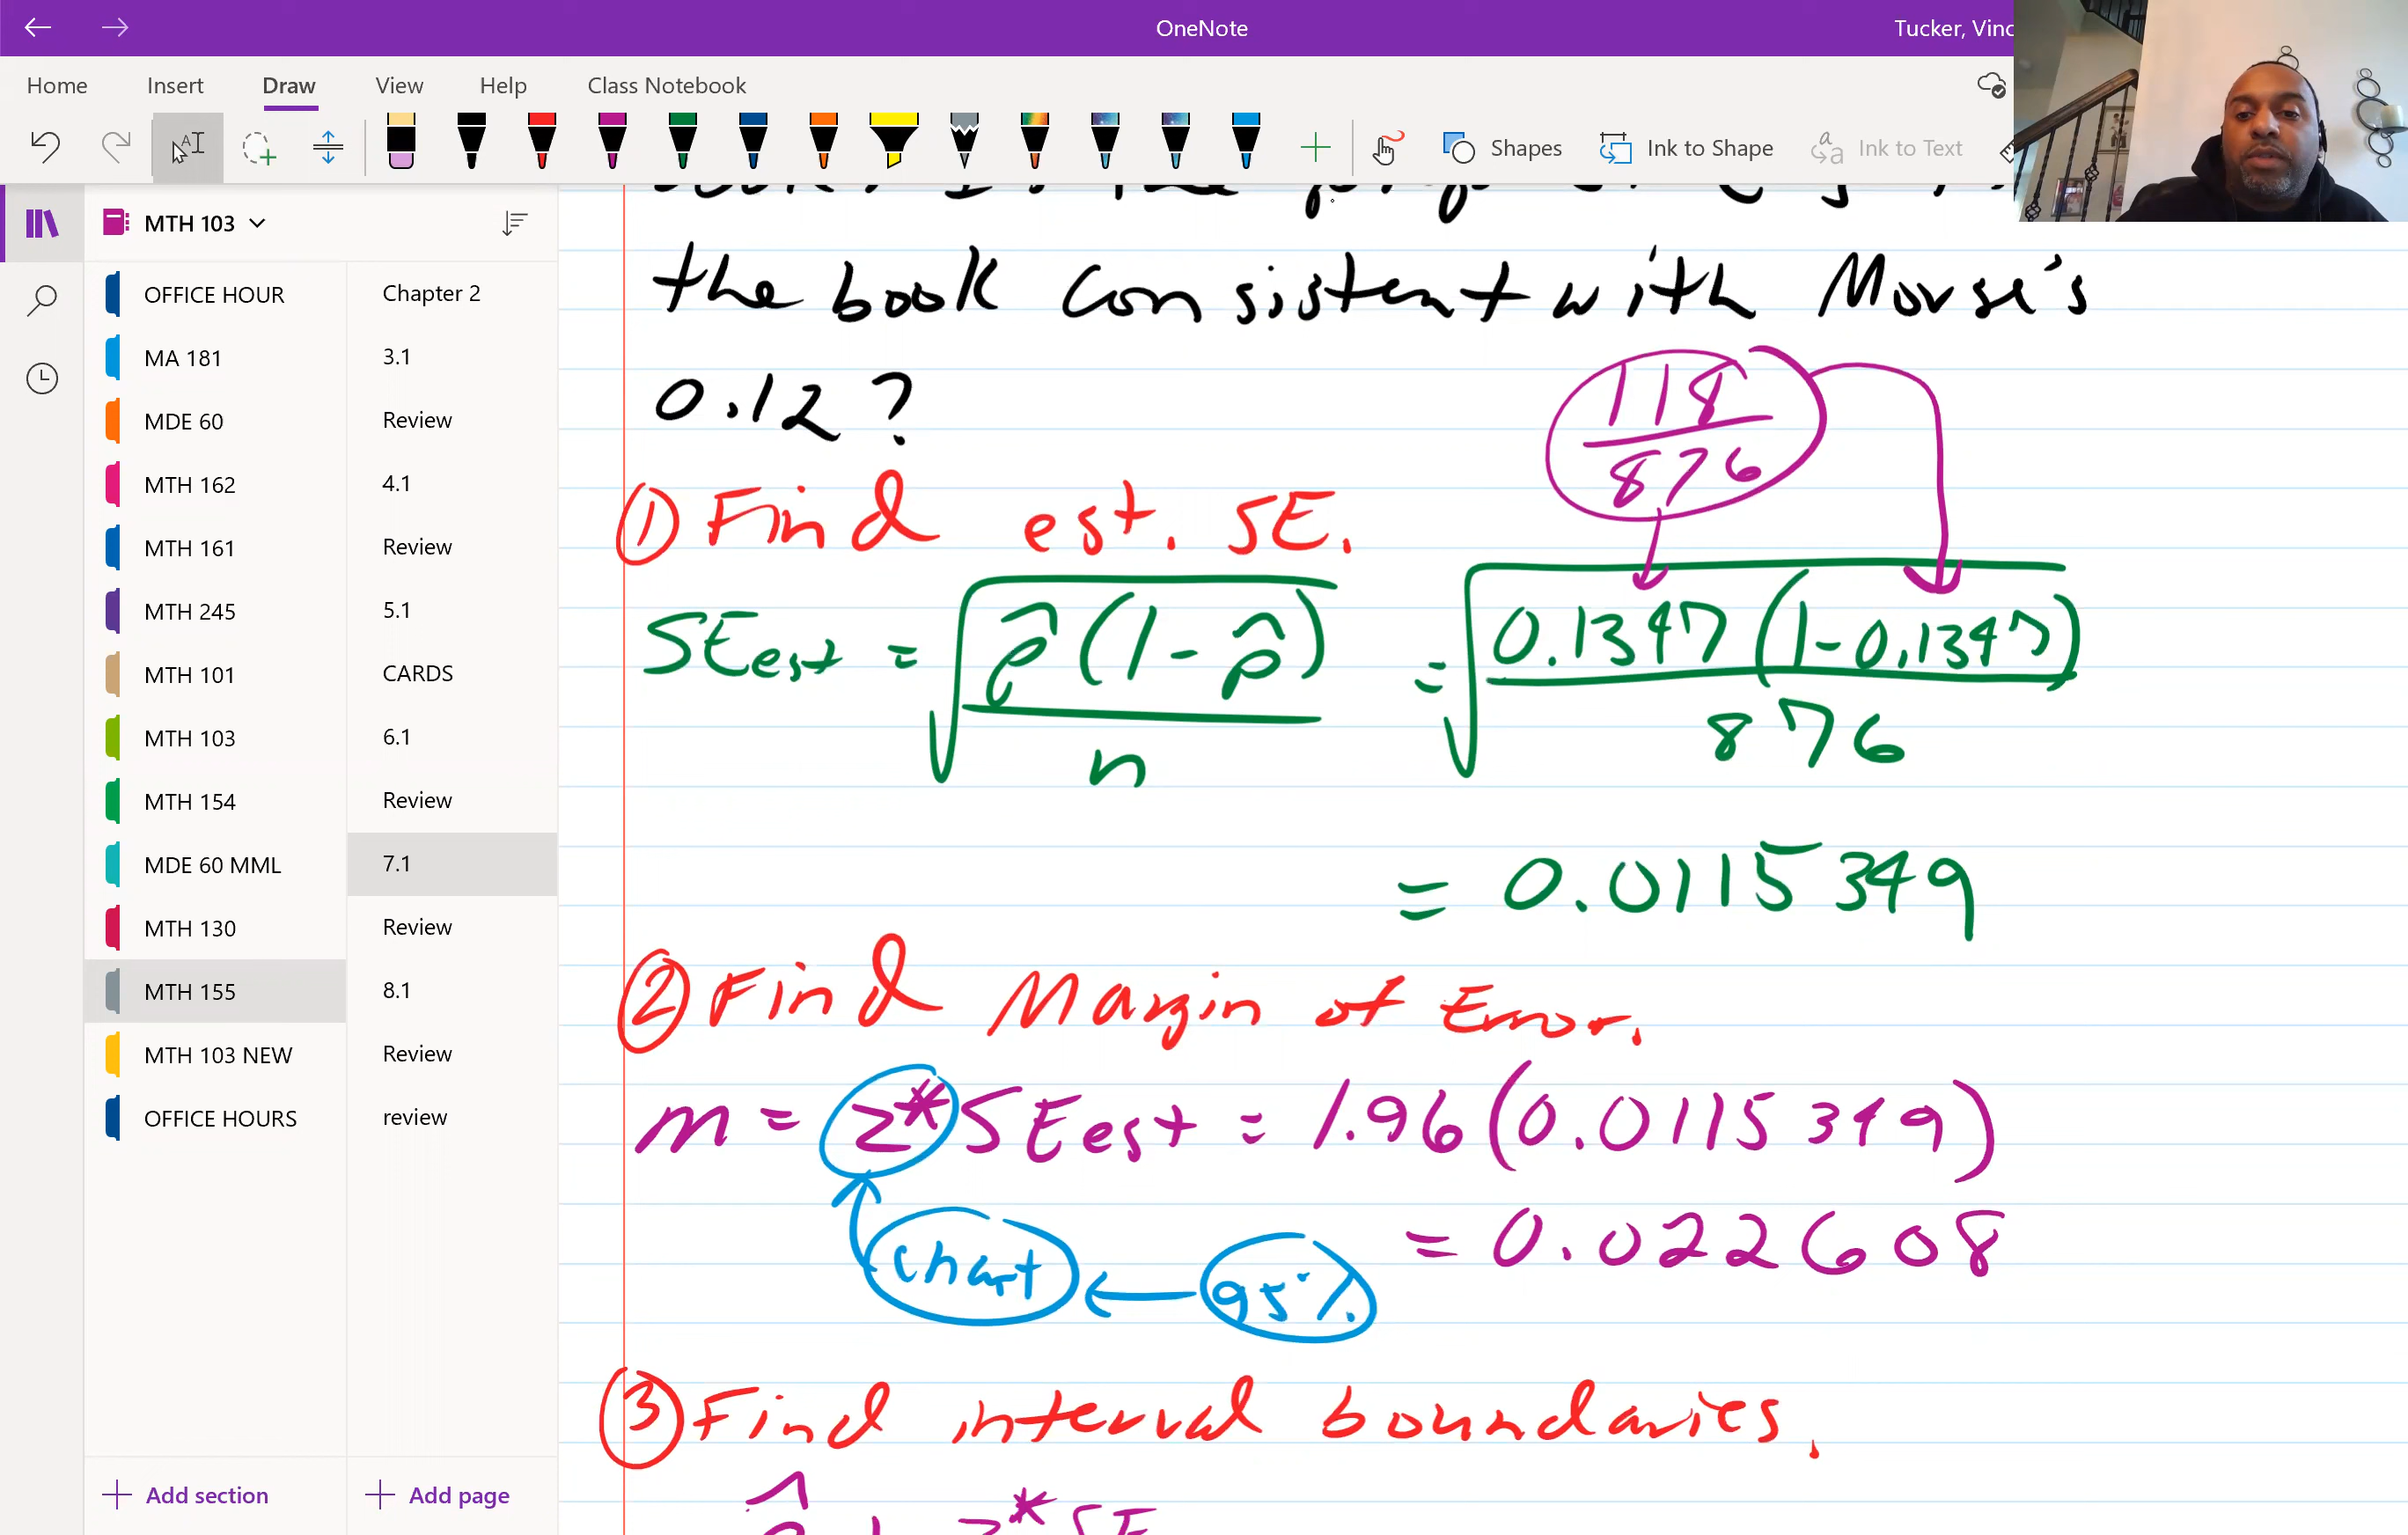 OneNote
Tucker, Vinc
Home Insert Draw View Help Class Notebook
Shapes Ink to Shape Ink to Text
MTH 103
OFFICE HOUR
MA 181
MDE 60
MTH 162
MTH 161
MTH 245
MTH 101
MTH 103
MTH 154
MDE 60 MML
MTH 130
MTH 155
MTH 103 NEW
OFFICE HOURS
Add section
Chapter 2
3.1
Review
4.1
Review
5.1
CARDS
6.1
Review
7.1
Review
8.1
Review
review
Add page
the book consistent with Morse's
0.12 ?
118/876
① Find est. SE.
SEest = √(p̂(1-p̂)/n) = √(0.1347(1-0.1347)/876)
= 0.0115349
② Find Margin of Error.
m = z* SEest = 1.96(0.0115349)
chart ← 95% = 0.022608
③ Find interval boundaries.
z* SE